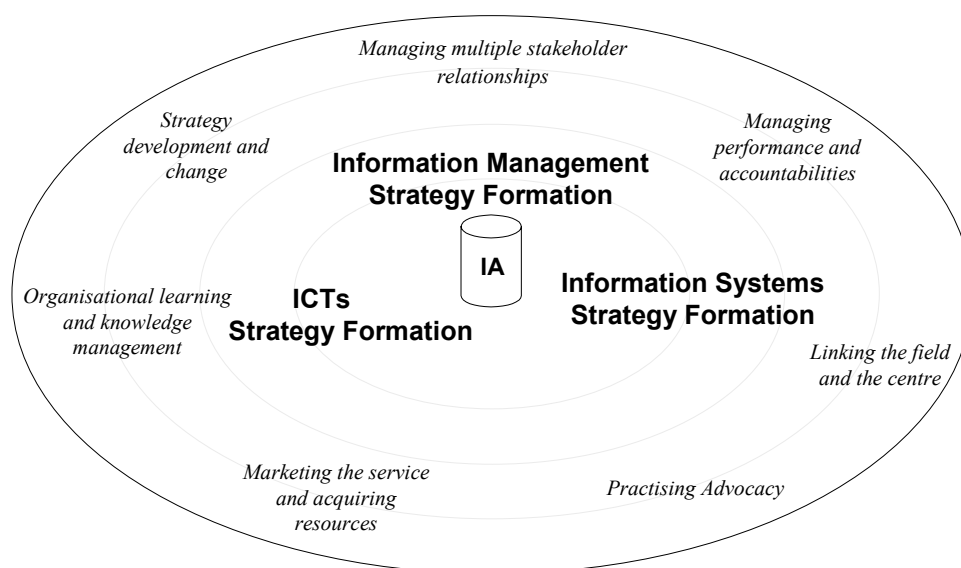 Managing multiple stakeholder
relationships
Strategy
development and
change
Managing
performance and
accountabilities
Information Management
Strategy Formation
IA
Information Systems
Strategy Formation
Organisational learning
and knowledge
management
ICTs
Strategy Formation
Linking the field
and the centre
Marketing the service
and acquiring
resources
Practising Advocacy